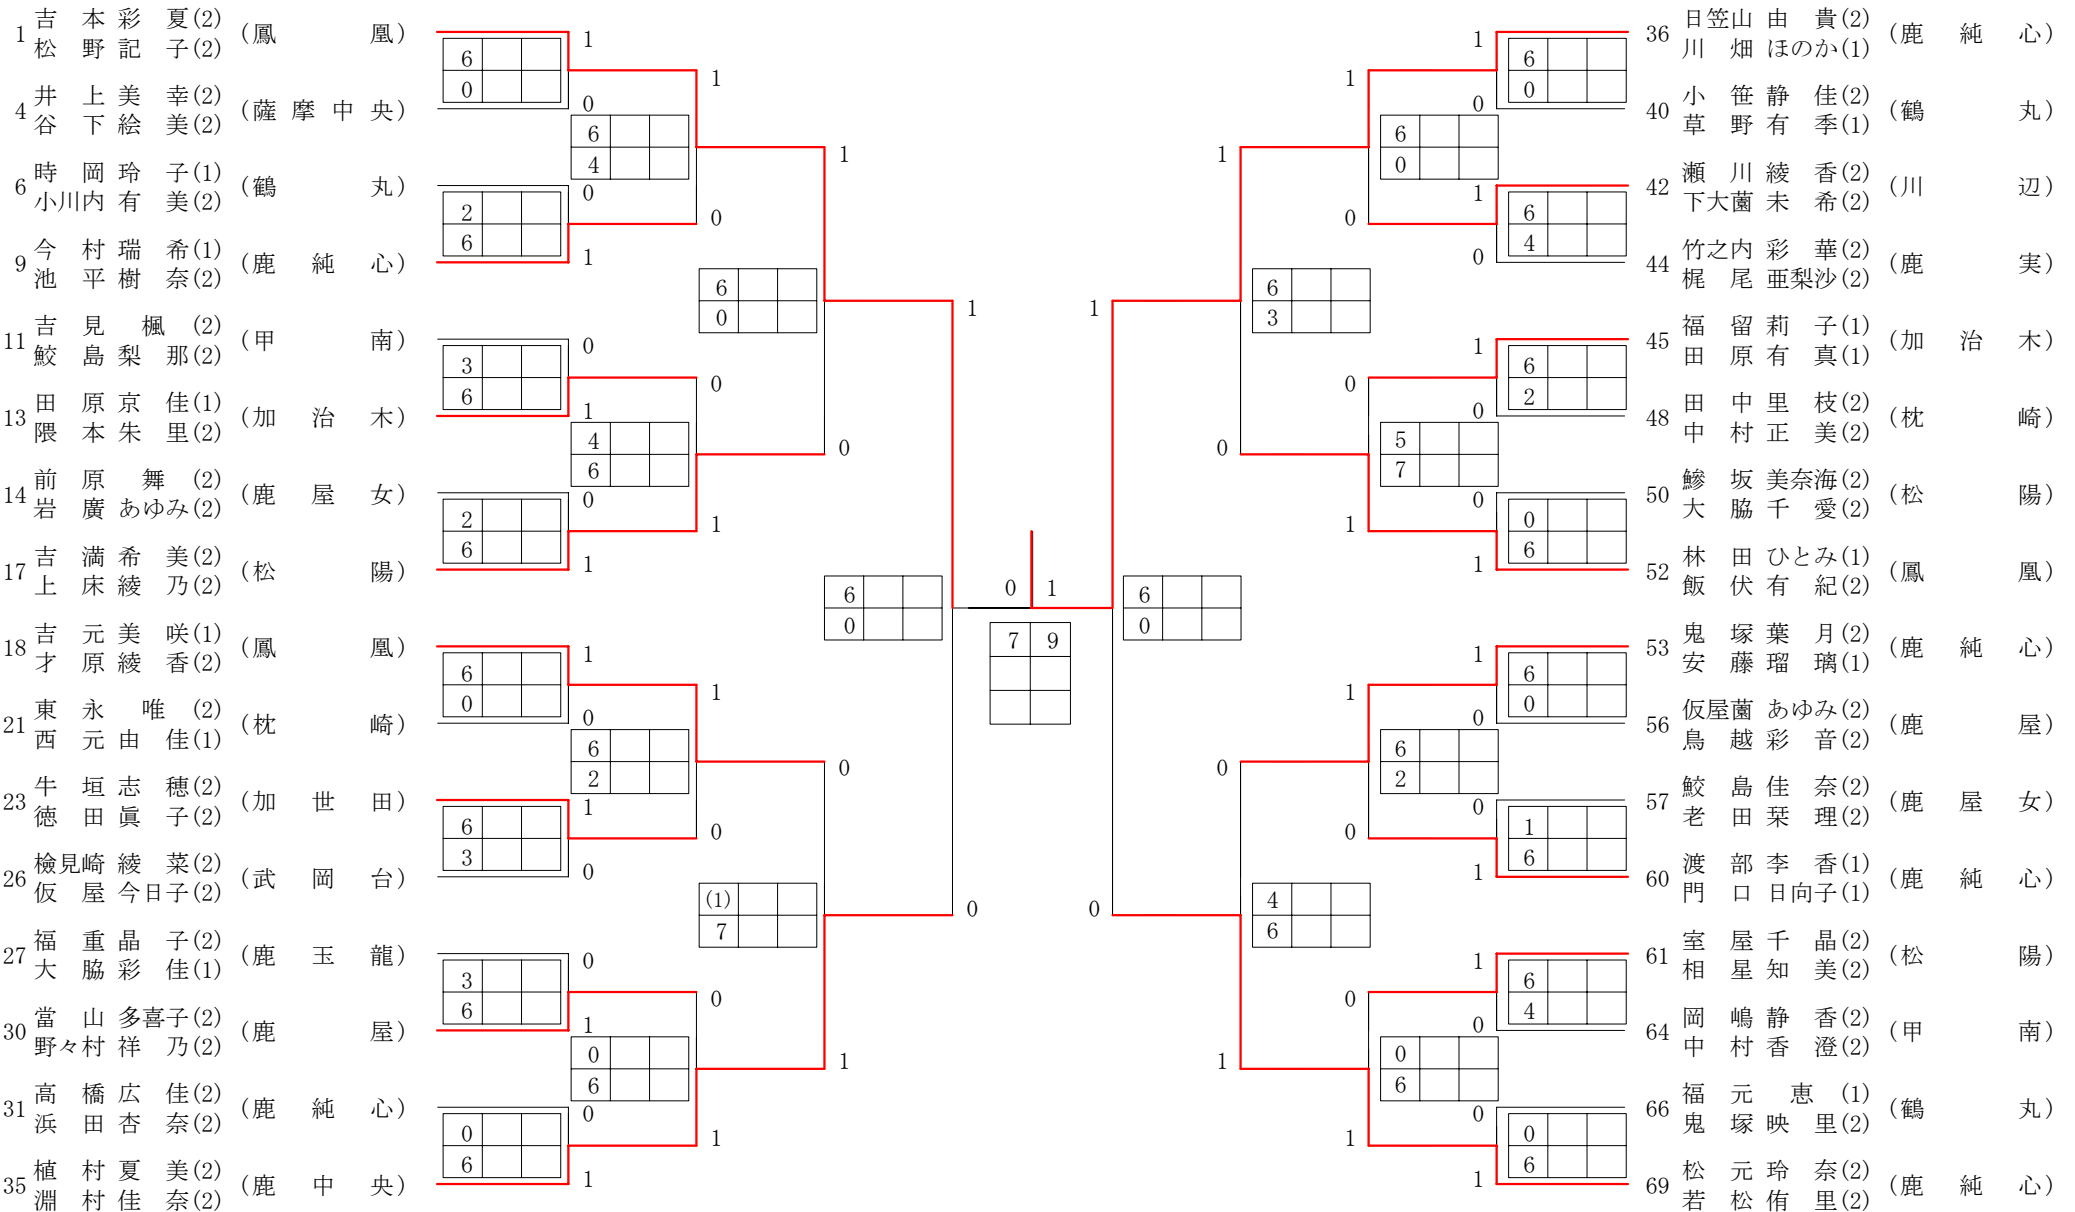 1 吉本彩夏(2) (鳳凰)
松野記子(2)
6
0
1
0
4 井上美幸(2) (薩摩中央)
谷下絵美(2)
6
4
1
0
6 時岡玲子(1) (鶴丸)
小川内有美(2)
2
6
0
1
9 今村瑞希(1) (鹿純心)
池平樹奈(2)
6
0
1
0
11 吉見楓(2) (甲南)
鮫島梨那(2)
3
6
0
1
13 田原京佳(1) (加治木)
隈本朱里(2)
4
6
0
1
14 前原舞(2) (鹿屋女)
岩廣あゆみ(2)
2
6
0
1
17 吉満希美(2) (松陽)
上床綾乃(2)
6
0
1
0
18 吉元美咲(1) (鳳凰)
才原綾香(2)
6
0
1
0
21 東永唯(2) (枕崎)
西元由佳(1)
6
2
1
0
23 牛垣志穂(2) (加世田)
徳田眞子(2)
6
3
1
0
26 檢見崎綾菜(2) (武岡台)
仮屋今日子(2)
(1)
7
0
1
27 福重晶子(2) (鹿玉龍)
大脇彩佳(1)
3
6
0
1
30 當山多喜子(2) (鹿屋)
野々村祥乃(2)
0
6
0
1
31 高橋広佳(2) (鹿純心)
浜田杏奈(2)
0
6
0
1
35 植村夏美(2) (鹿中央)
淵村佳奈(2)
0 1
7 9
36 日笠山由貴(2) (鹿純心)
川畑ほのか(1)
6
0
1
0
40 小笹静佳(2) (鶴丸)
草野有季(1)
6
0
1
0
42 瀬川綾香(2) (川辺)
下大薗未希(2)
6
4
1
0
44 竹之内彩華(2) (鹿実)
梶尾亜梨沙(2)
6
3
1
0
45 福留莉子(1) (加治木)
田原有真(1)
6
2
1
0
48 田中里枝(2) (枕崎)
中村正美(2)
5
7
0
1
50 鯵坂美奈海(2) (松陽)
大脇千愛(2)
0
6
0
1
52 林田ひとみ(1) (鳳凰)
飯伏有紀(2)
6
0
1
0
53 鬼塚葉月(2) (鹿純心)
安藤瑠璃(1)
6
0
1
0
56 仮屋薗あゆみ(2) (鹿屋)
鳥越彩音(2)
6
2
1
0
57 鮫島佳奈(2) (鹿屋女)
老田栞理(2)
1
6
0
1
60 渡部李香(1) (鹿純心)
門口日向子(1)
4
6
0
1
61 室屋千晶(2) (松陽)
相星知美(2)
6
4
1
0
64 岡嶋静香(2) (甲南)
中村香澄(2)
0
6
0
1
66 福元恵(1) (鶴丸)
鬼塚映里(2)
0
6
0
1
69 松元玲奈(2) (鹿純心)
若松侑里(2)